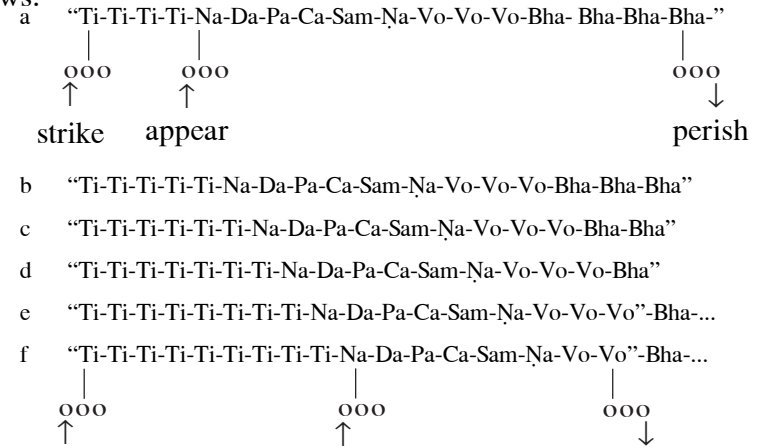 a “Ti-Ti-Ti-Ti-Na-Da-Pa-Ca-Sam-Ṇa-Vo-Vo-Vo-Bha- Bha-Bha-Bha-”
ooo ooo ooo
↑ ↑ ↓
strike appear perish
b “Ti-Ti-Ti-Ti-Ti-Na-Da-Pa-Ca-Sam-Ṇa-Vo-Vo-Vo-Bha-Bha-Bha”
c “Ti-Ti-Ti-Ti-Ti-Ti-Na-Da-Pa-Ca-Sam-Ṇa-Vo-Vo-Vo-Bha-Bha”
d “Ti-Ti-Ti-Ti-Ti-Ti-Ti-Na-Da-Pa-Ca-Sam-Ṇa-Vo-Vo-Vo-Bha”
e “Ti-Ti-Ti-Ti-Ti-Ti-Ti-Ti-Na-Da-Pa-Ca-Sam-Ṇa-Vo-Vo-Vo”-Bha-...
f “Ti-Ti-Ti-Ti-Ti-Ti-Ti-Ti-Ti-Na-Da-Pa-Ca-Sam-Ṇa-Vo-Vo”-Bha-...
ooo ooo ooo
↑ ↑ ↓